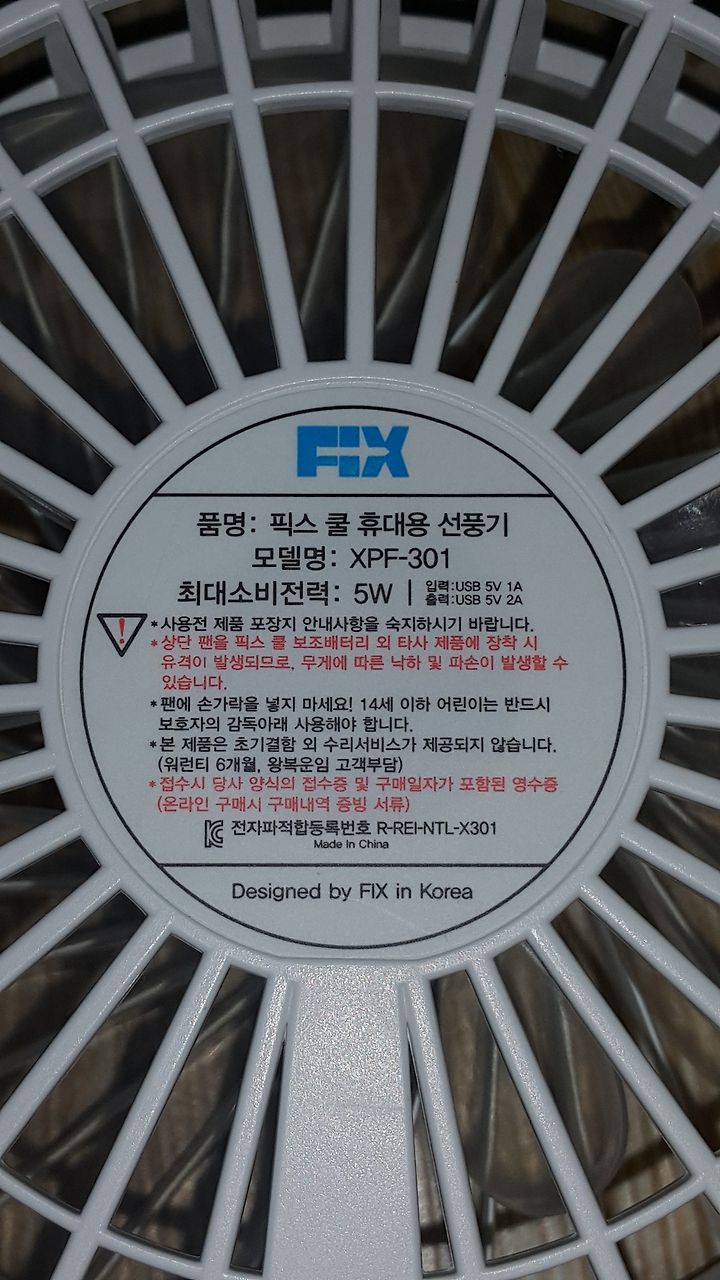 FIX
품명: 픽스 쿨 휴대용 선풍기
모델명: XPF-301
최대소비전력: 5W | 입력:USB 5V 1A
출력:USB 5V 2A
*사용전 제품 포장지 안내사항을 숙지하시기 바랍니다.
*상단 팬을 픽스 쿨 보조배터리 외 타사 제품에 장착 시
유격이 발생되므로, 무게에 따른 낙하 및 파손이 발생할 수
있습니다.
*팬에 손가락을 넣지 마세요! 14세 이하 어린이는 반드시
보호자의 감독아래 사용해야 합니다.
*본 제품은 초기결함 외 수리서비스가 제공되지 않습니다.
(워런티 6개월, 왕복운임 고객부담)
*접수시 당사 양식의 접수증 및 구매일자가 포함된 영수증
(온라인 구매시 구매내역 증빙 서류)
전자파적합등록번호 R-REI-NTL-X301
Made In China
Designed by FIX in Korea